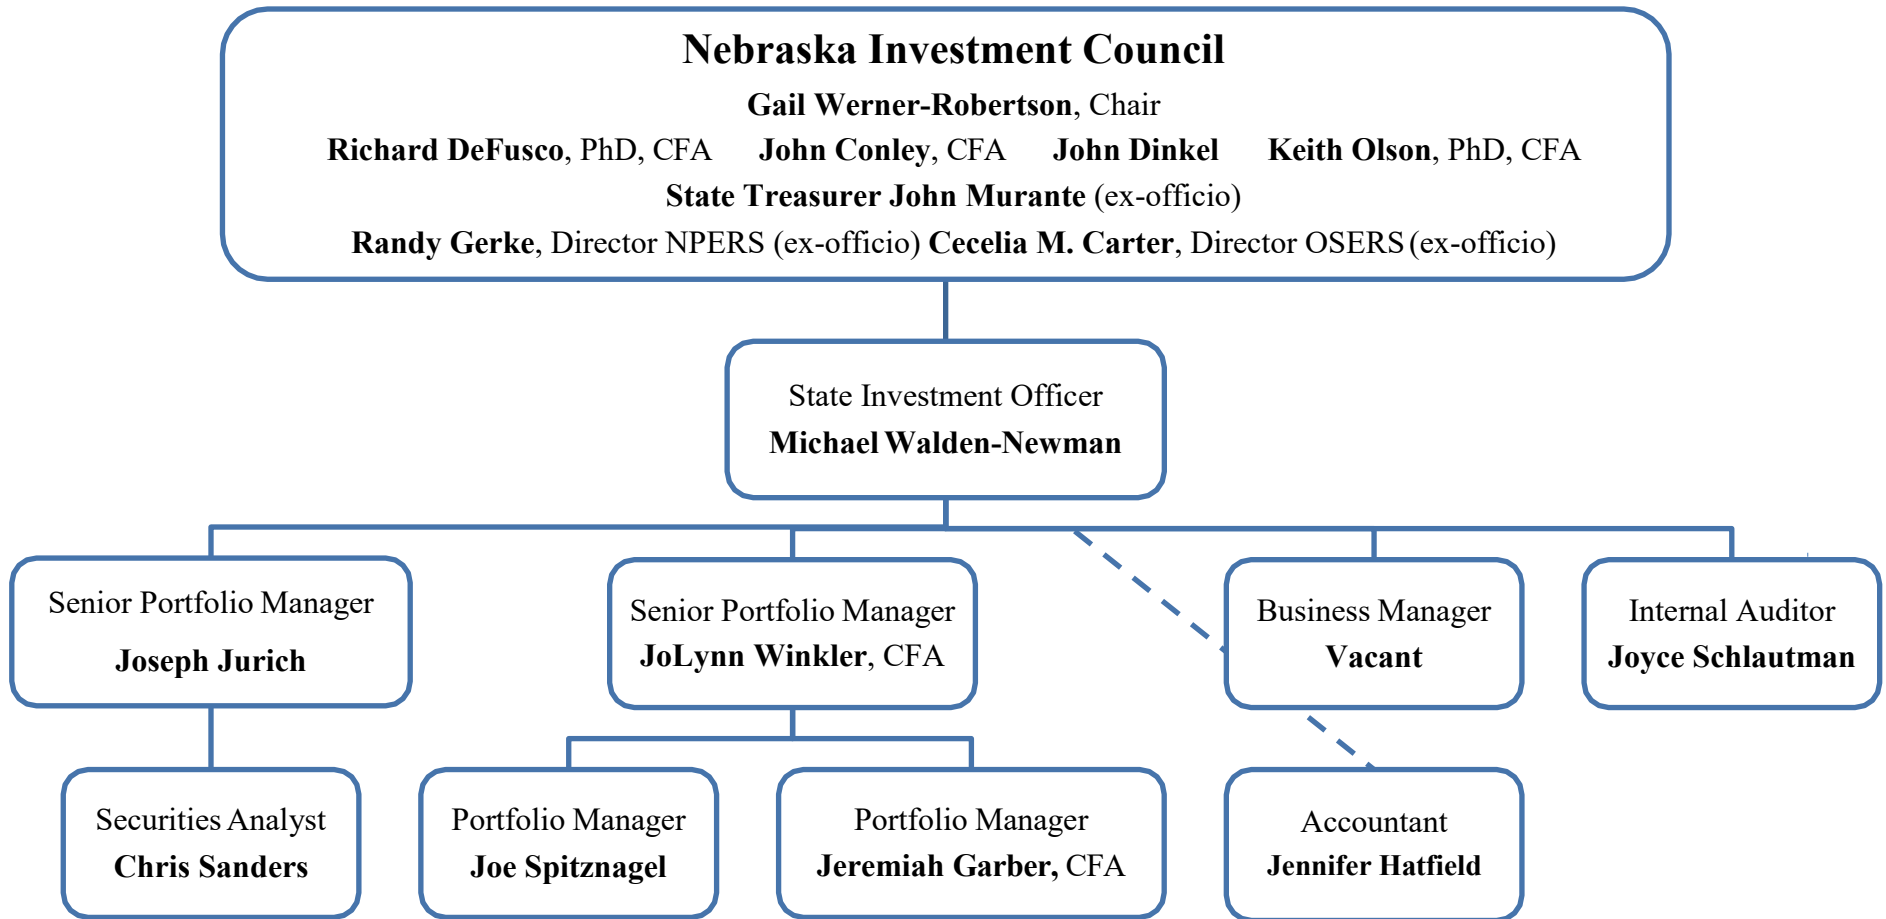 Nebraska Investment Council
Gail Werner-Robertson, Chair
Richard DeFusco, PhD, CFA John Conley, CFA John Dinkel Keith Olson, PhD, CFA
State Treasurer John Murante (ex-officio)
Randy Gerke, Director NPERS (ex-officio) Cecelia M. Carter, Director OSERS (ex-officio)
State Investment Officer
Michael Walden-Newman
Senior Portfolio Manager
Joseph Jurich
Senior Portfolio Manager
JoLynn Winkler, CFA
Business Manager
Vacant
Internal Auditor
Joyce Schlautman
Securities Analyst
Chris Sanders
Portfolio Manager
Joe Spitznagel
Portfolio Manager
Jeremiah Garber, CFA
Accountant
Jennifer Hatfield